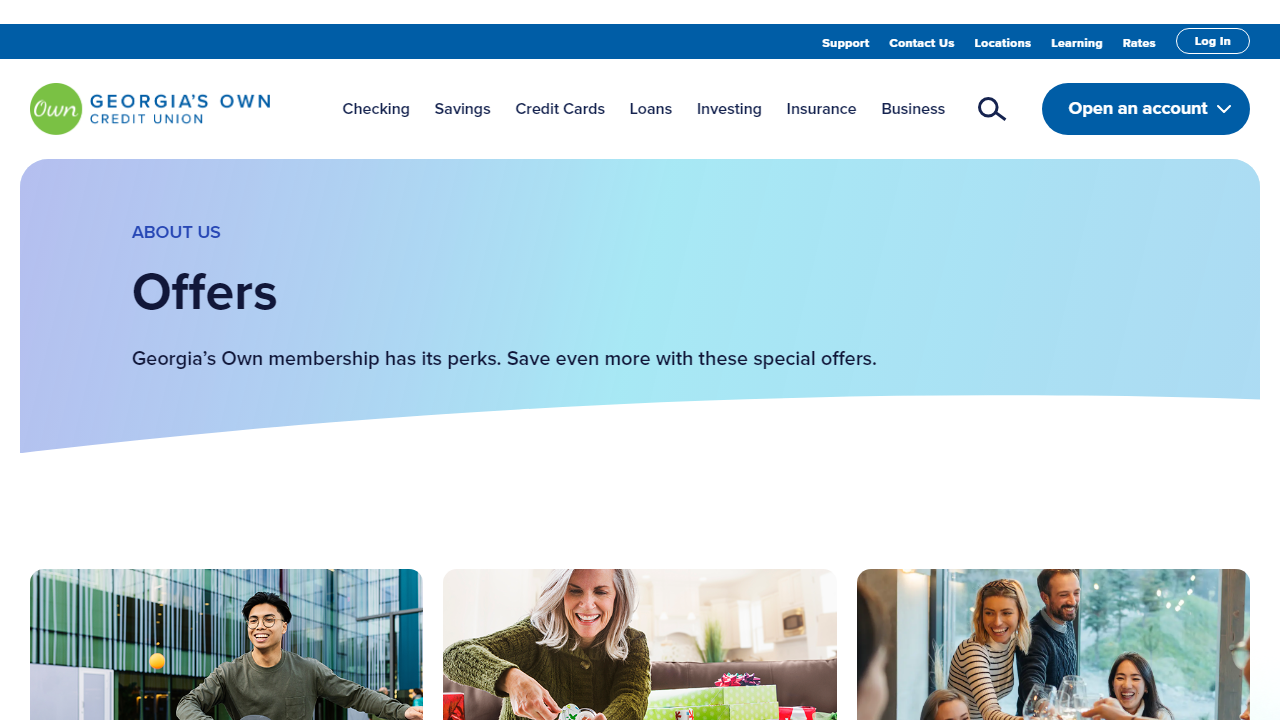 Support Contact Us Locations Learning Rates Log In
Own GEORGIA'S OWN
CREDIT UNION
Checking Savings Credit Cards Loans Investing Insurance Business Open an account
ABOUT US
Offers
Georgia’s Own membership has its perks. Save even more with these special offers.